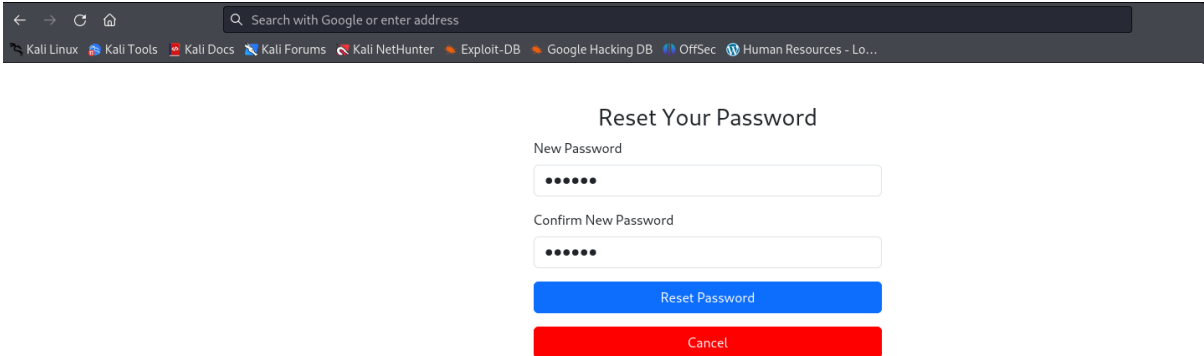 Search with Google or enter address
Kali Linux Kali Tools Kali Docs Kali Forums Kali NetHunter Exploit-DB Google Hacking DB OffSec Human Resources - Lo...
Reset Your Password
New Password
••••••
Confirm New Password
••••••
Reset Password
Cancel